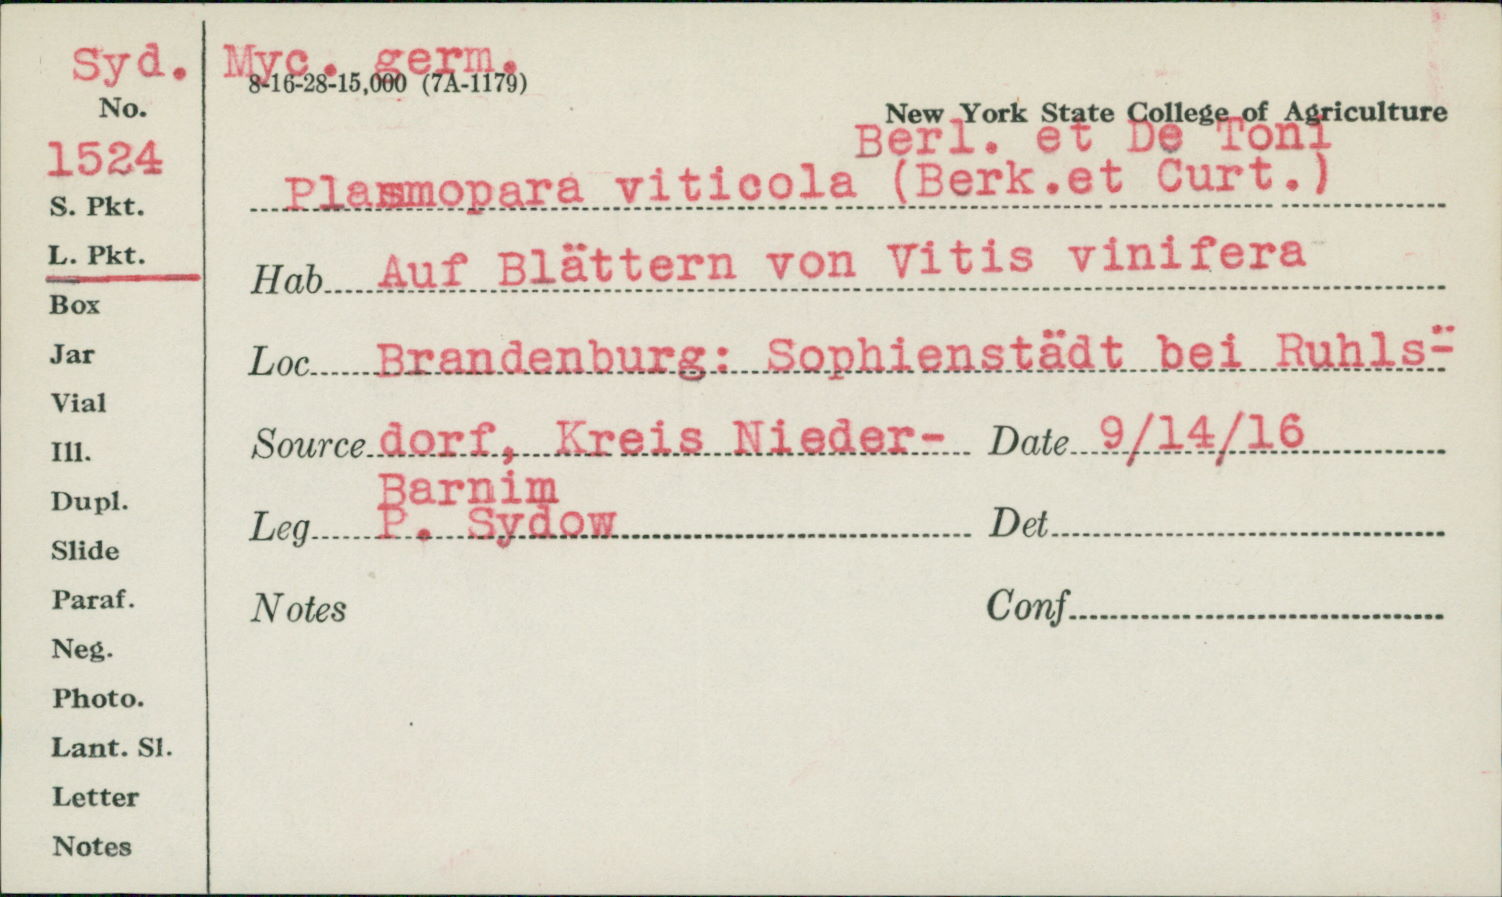 Syd. Myc. germ.
8-16-28-15,000 (7A-1179)
No.
New York State College of Agriculture
1524
Berl. et De Toni
Plasmopara viticola (Berk.et Curt.)
S. Pkt.
L. Pkt.
Hab Auf Blättern von Vitis vinifera
Box
Jar
Loc Brandenburg: Sophienstädt bei Ruhls-
Vial
Ill.
Source dorf, Kreis Nieder- Date 9/14/16
Barnim
Dupl.
Leg P. Sydow Det
Slide
Paraf.
Notes Conf
Neg.
Photo.
Lant. Sl.
Letter
Notes